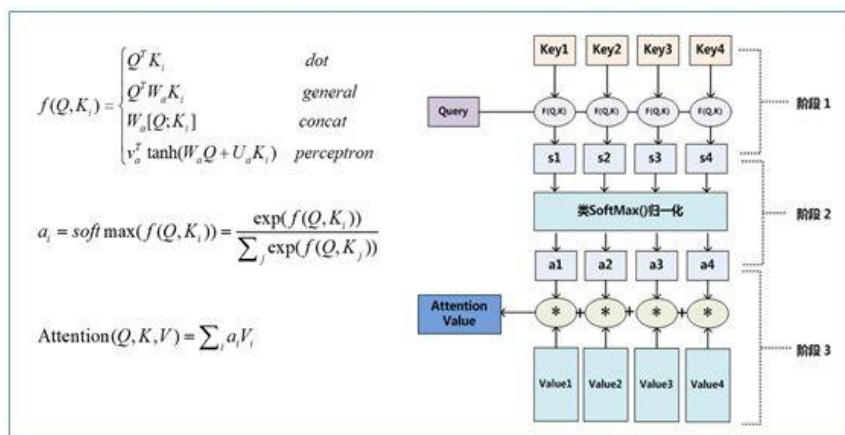 f(Q,K_i) = { Q^T K_i dot
Q^T W_a K_i general
W_a[Q;K_i] concat
v_a^T tanh(W_a Q + U_a K_i) perceptron
a_i = soft max(f(Q,K_i)) = exp(f(Q,K_i)) / ∑_j exp(f(Q,K_j))
Attention(Q,K,V) = ∑_i a_i V_i
Key1 Key2 Key3 Key4
阶段 1
Query F(Q,K) F(Q,K) F(Q,K) F(Q,K)
s1 s2 s3 s4
类SoftMax()归一化
阶段 2
a1 a2 a3 a4
Attention
Value
* + * + * + *
阶段 3
Value1 Value2 Value3 Value4